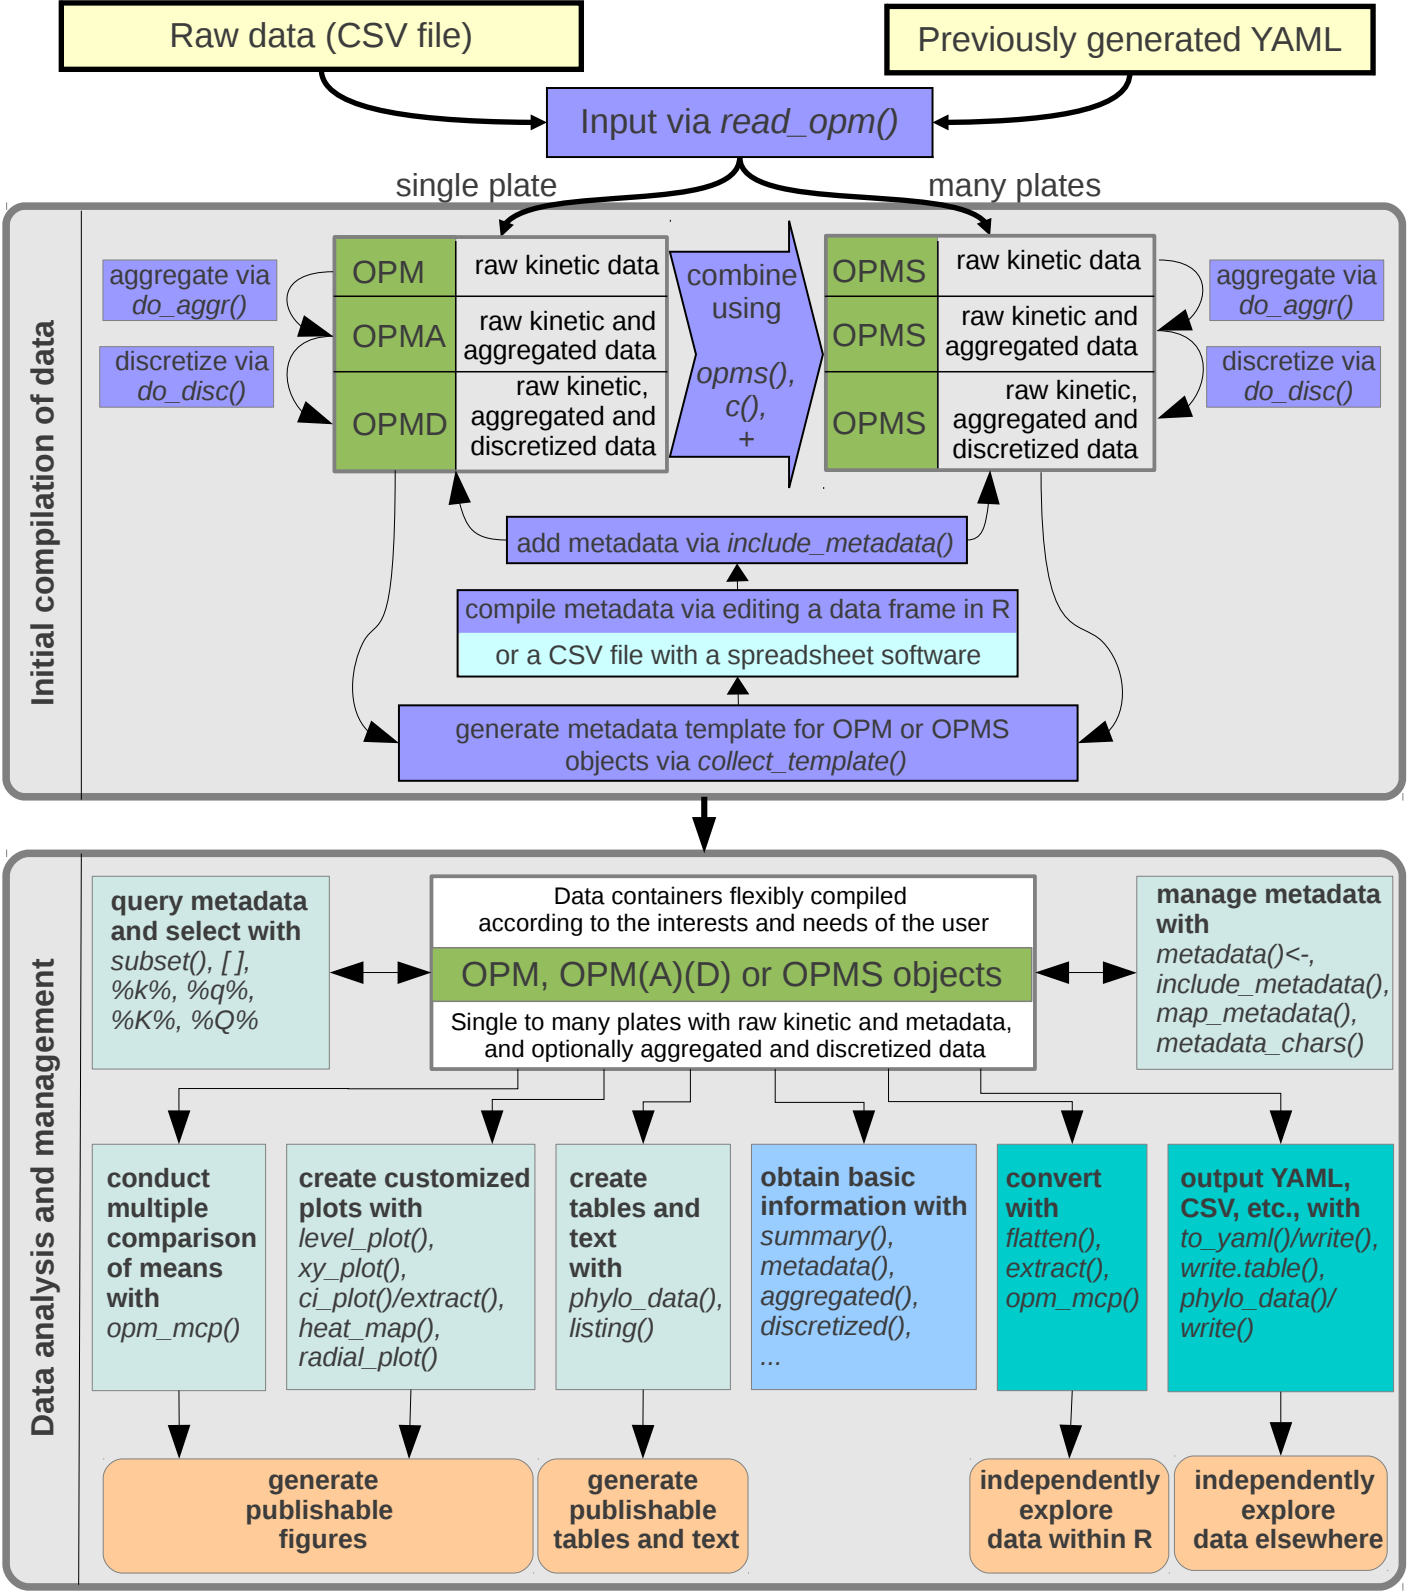 Raw data (CSV file)
Previously generated YAML
Input via read_opm()
single plate
many plates
Initial compilation of data
aggregate via
do_aggr()
discretize via
do_disc()
OPM
raw kinetic data
OPMA
raw kinetic and
aggregated data
OPMD
raw kinetic,
aggregated and
discretized data
combine
using
opms(),
c(),
+
OPMS
raw kinetic data
OPMS
raw kinetic and
aggregated data
OPMS
raw kinetic,
aggregated and
discretized data
aggregate via
do_aggr()
discretize via
do_disc()
add metadata via include_metadata()
compile metadata via editing a data frame in R
or a CSV file with a spreadsheet software
generate metadata template for OPM or OPMS
objects via collect_template()
Data analysis and management
query metadata
and select with
subset(), [ ],
%k%, %q%,
%K%, %Q%
Data containers flexibly compiled
according to the interests and needs of the user
OPM, OPM(A)(D) or OPMS objects
Single to many plates with raw kinetic and metadata,
and optionally aggregated and discretized data
manage metadata
with
metadata()<-,
include_metadata(),
map_metadata(),
metadata_chars()
conduct
multiple
comparison
of means
with
opm_mcp()
create customized
plots with
level_plot(),
xy_plot(),
ci_plot()/extract(),
heat_map(),
radial_plot()
create
tables and
text
with
phylo_data(),
listing()
obtain basic
information with
summary(),
metadata(),
aggregated(),
discretized(),
...
convert
with
flatten(),
extract(),
opm_mcp()
output YAML,
CSV, etc., with
to_yaml()/write(),
write.table(),
phylo_data()/
write()
generate
publishable
figures
generate
publishable
tables and text
independently
explore
data within R
independently
explore
data elsewhere